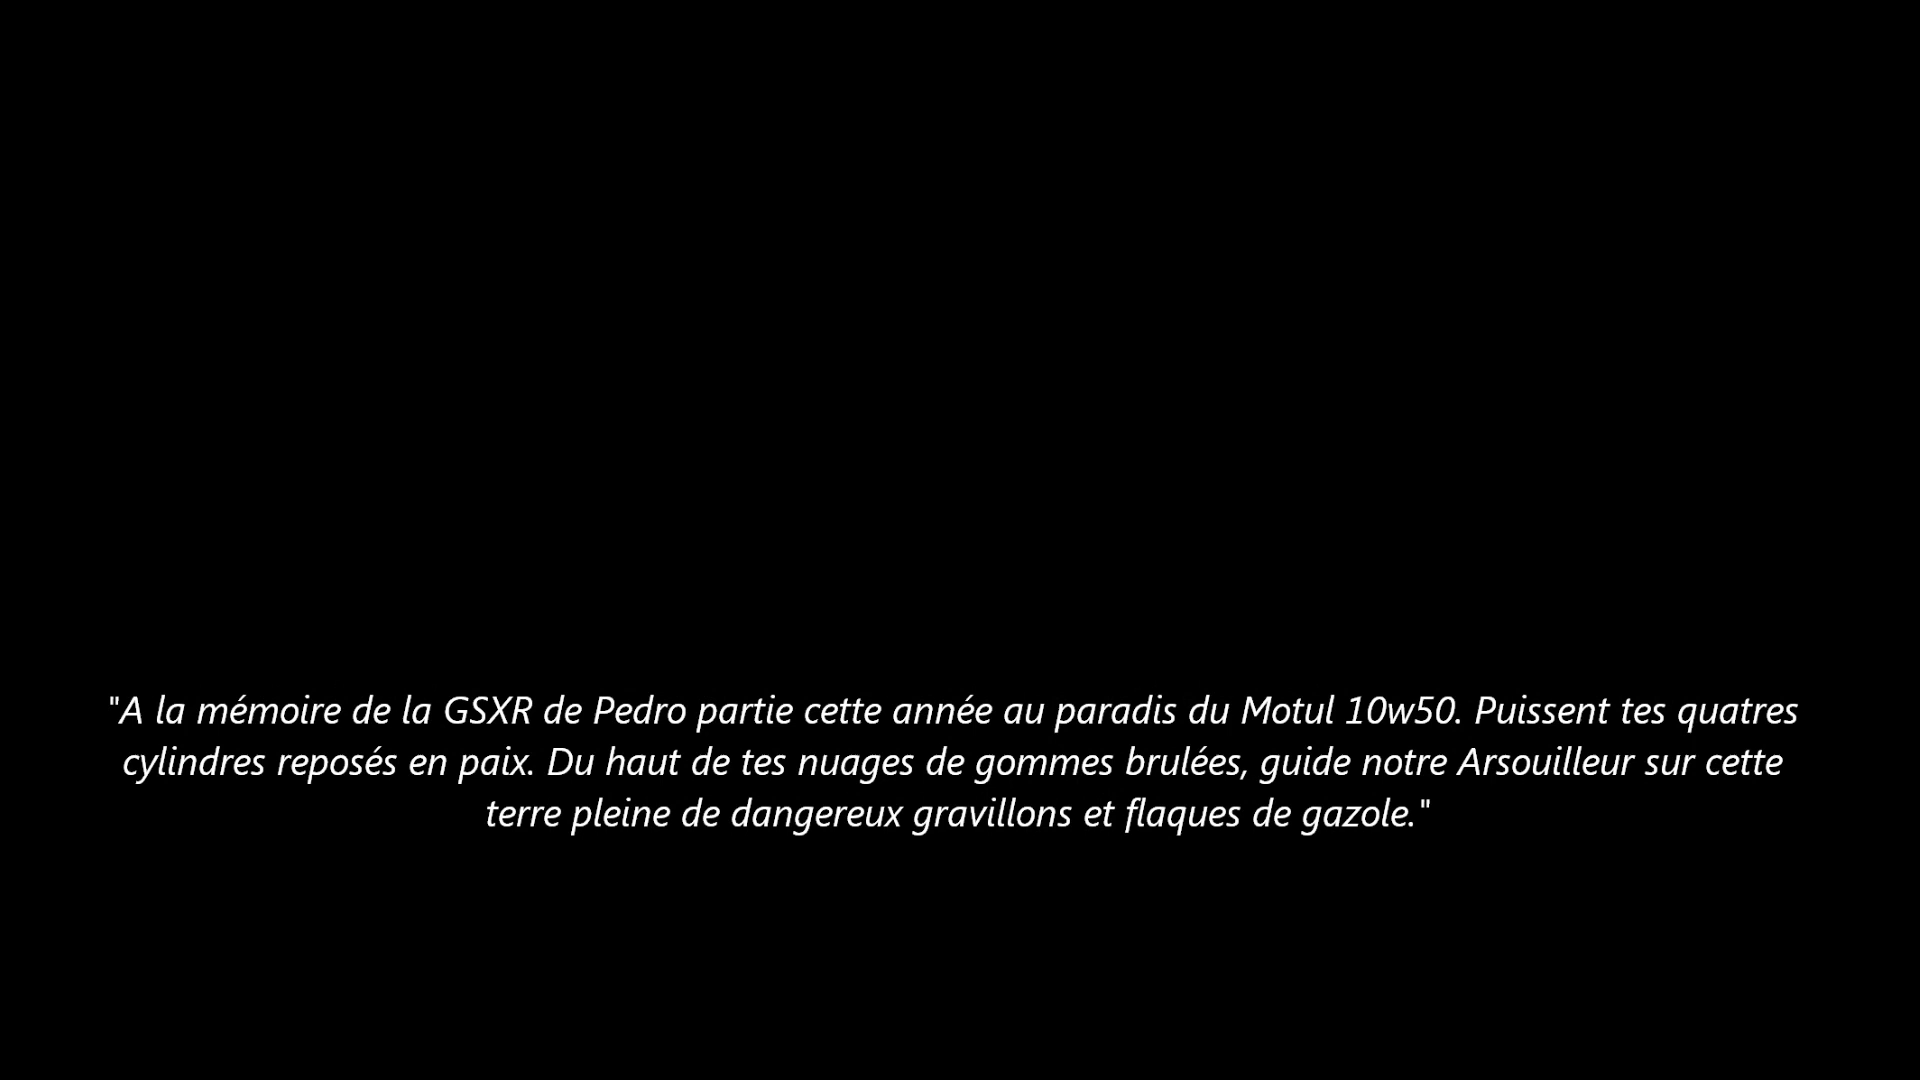 "A la mémoire de la GSXR de Pedro partie cette année au paradis du Motul 10w50. Puissent tes quatres
cylindres reposés en paix. Du haut de tes nuages de gommes brulées, guide notre Arsouilleur sur cette
terre pleine de dangereux gravillons et flaques de gazole."